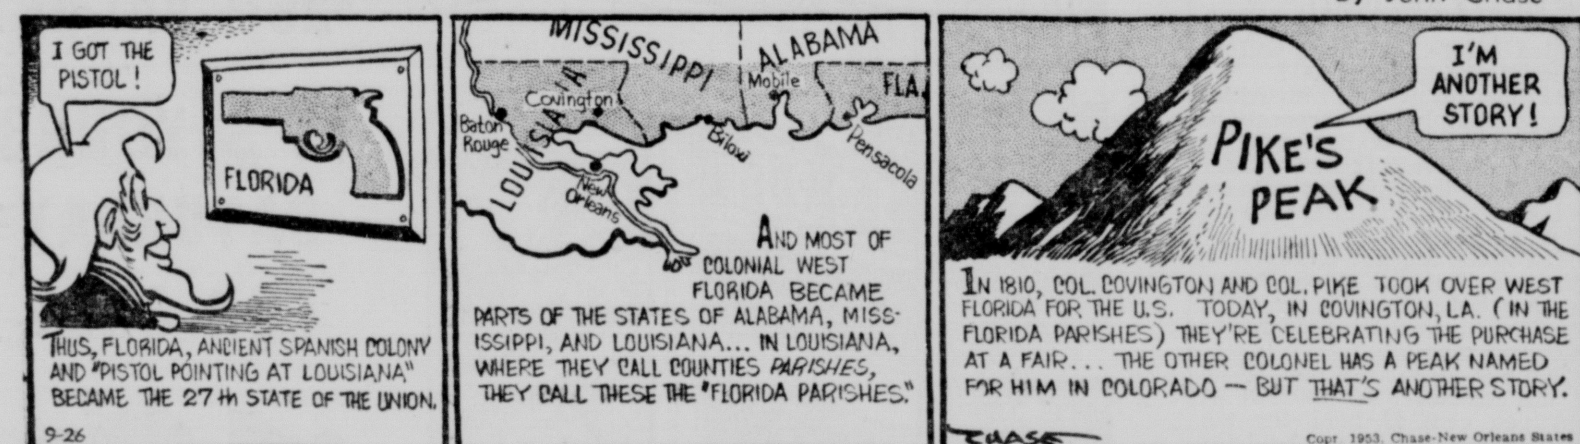 By John Chase
I GOT THE
PISTOL!
FLORIDA
THUS, FLORIDA, ANCIENT SPANISH COLONY
AND "PISTOL POINTING AT LOUISIANA"
BECAME THE 27th STATE OF THE UNION.
9-26
MISSISSIPPI
ALABAMA
Mobile
FLA.
LOUISIANA
Covington
Baton
Rouge
Biloxi
Pensacola
New
Orleans
AND MOST OF
COLONIAL WEST
FLORIDA BECAME
PARTS OF THE STATES OF ALABAMA, MISS-
ISSIPPI, AND LOUISIANA... IN LOUISIANA,
WHERE THEY CALL COUNTIES PARISHES,
THEY CALL THESE THE "FLORIDA PARISHES."
I'M
ANOTHER
STORY!
PIKE'S
PEAK
IN 1810, COL. COVINGTON AND COL. PIKE TOOK OVER WEST
FLORIDA FOR THE U.S. TODAY, IN COVINGTON, LA. (IN THE
FLORIDA PARISHES) THEY'RE CELEBRATING THE PURCHASE
AT A FAIR... THE OTHER COLONEL HAS A PEAK NAMED
FOR HIM IN COLORADO — BUT THAT'S ANOTHER STORY.
CHASE
Copr. 1953, Chase-New Orleans States